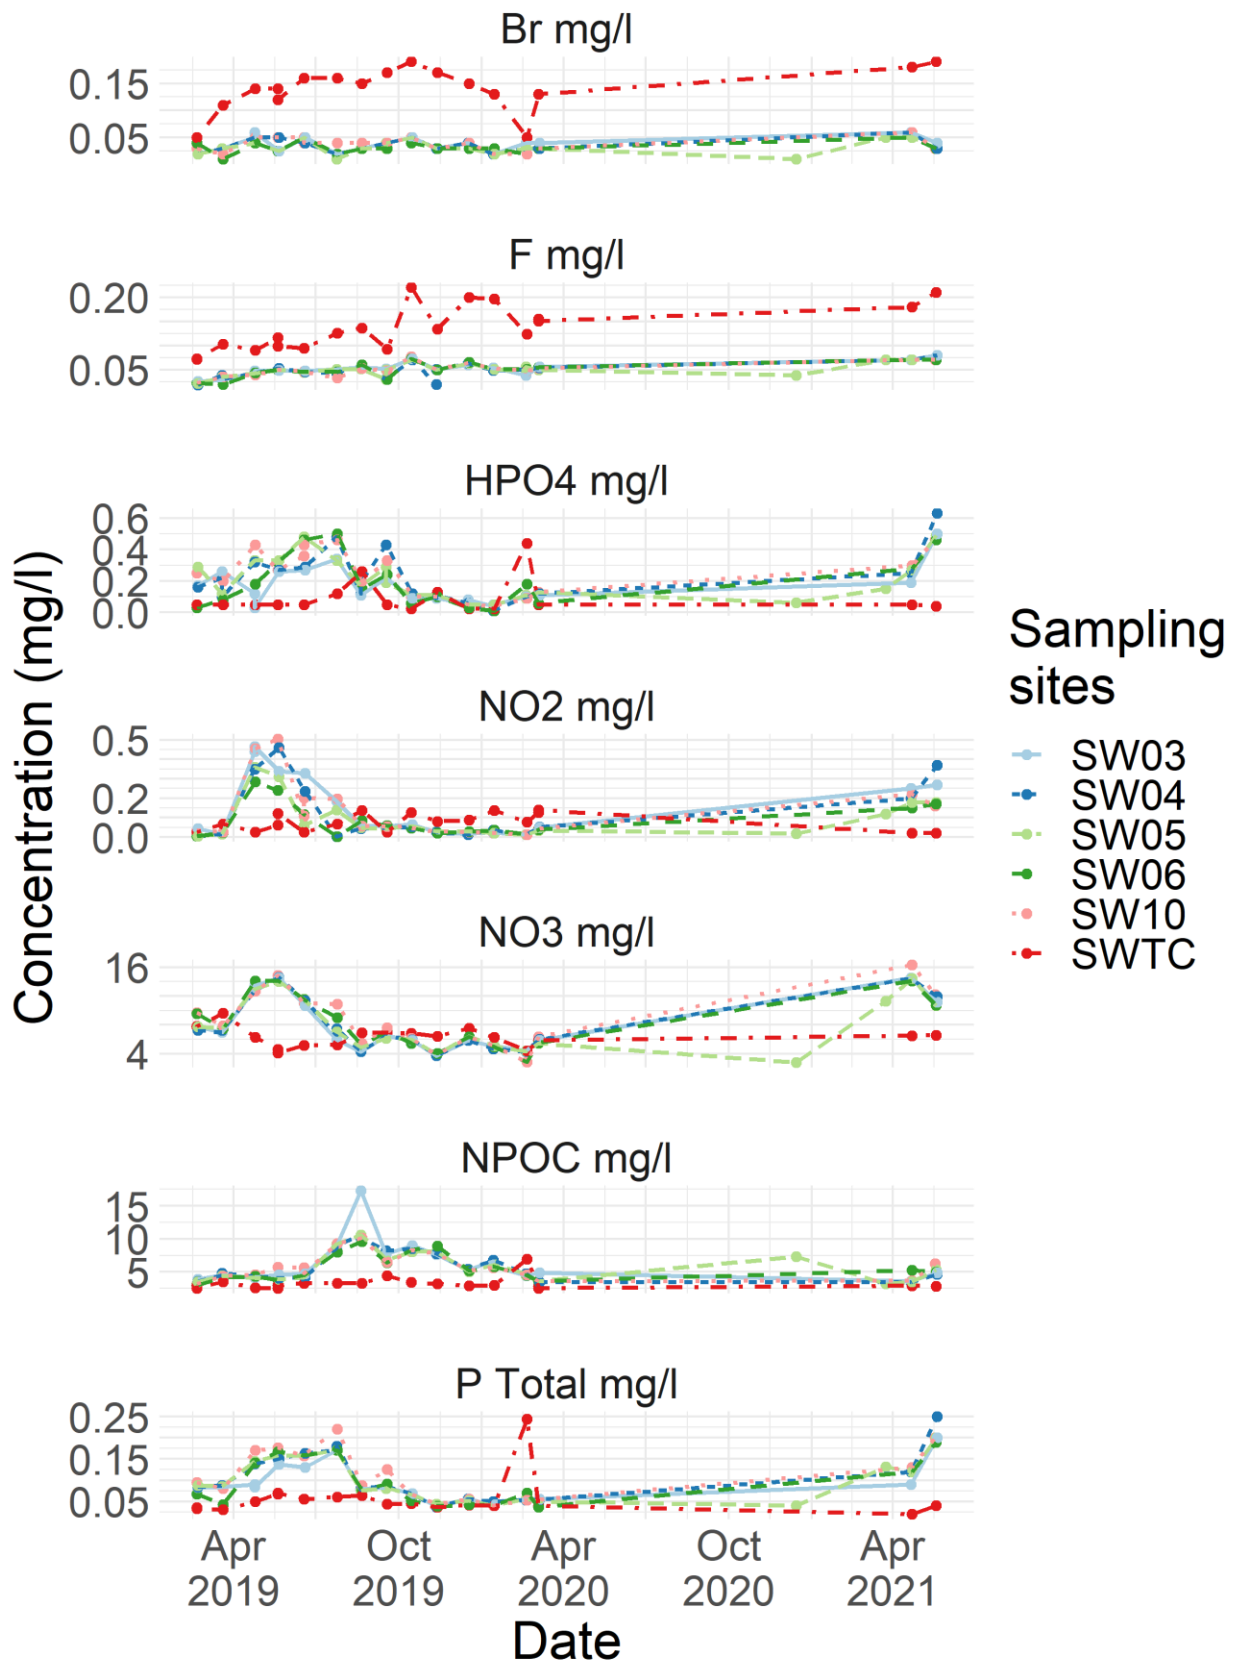 Br mg/l
0.15
0.05
F mg/l
0.20
0.05
HPO4 mg/l
0.6
0.4
0.2
0.0
NO2 mg/l
0.5
0.2
0.0
NO3 mg/l
16
4
NPOC mg/l
15
10
5
P Total mg/l
0.25
0.15
0.05
Apr
2019
Oct
2019
Apr
2020
Oct
2020
Apr
2021
Date
Concentration (mg/l)
Sampling
sites
SW03
SW04
SW05
SW06
SW10
SWTC